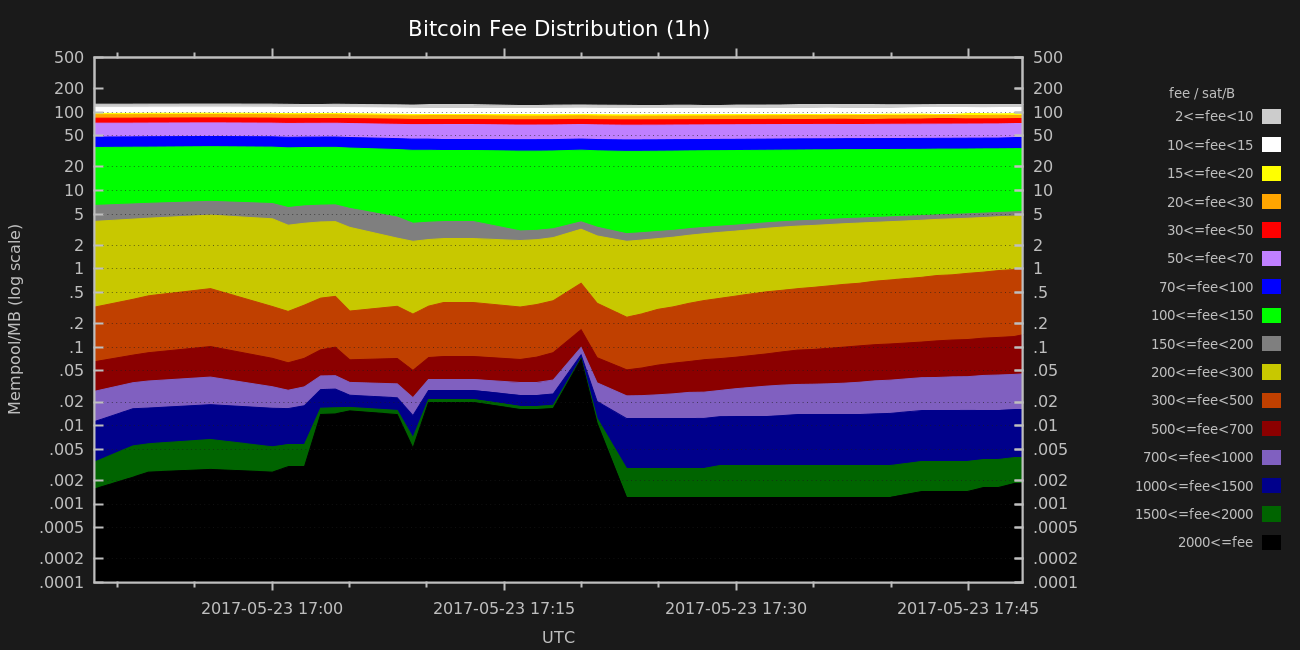 Bitcoin Fee Distribution (1h)
Mempool/MB (log scale)
500
200
100
50
20
10
5
2
1
.5
.2
.1
.05
.02
.01
.005
.002
.001
.0005
.0002
.0001
500
200
100
50
20
10
5
2
1
.5
.2
.1
.05
.02
.01
.005
.002
.001
.0005
.0002
.0001
2017-05-23 17:00 2017-05-23 17:15 2017-05-23 17:30 2017-05-23 17:45
UTC
fee / sat/B
2<=fee<10
10<=fee<15
15<=fee<20
20<=fee<30
30<=fee<50
50<=fee<70
70<=fee<100
100<=fee<150
150<=fee<200
200<=fee<300
300<=fee<500
500<=fee<700
700<=fee<1000
1000<=fee<1500
1500<=fee<2000
2000<=fee